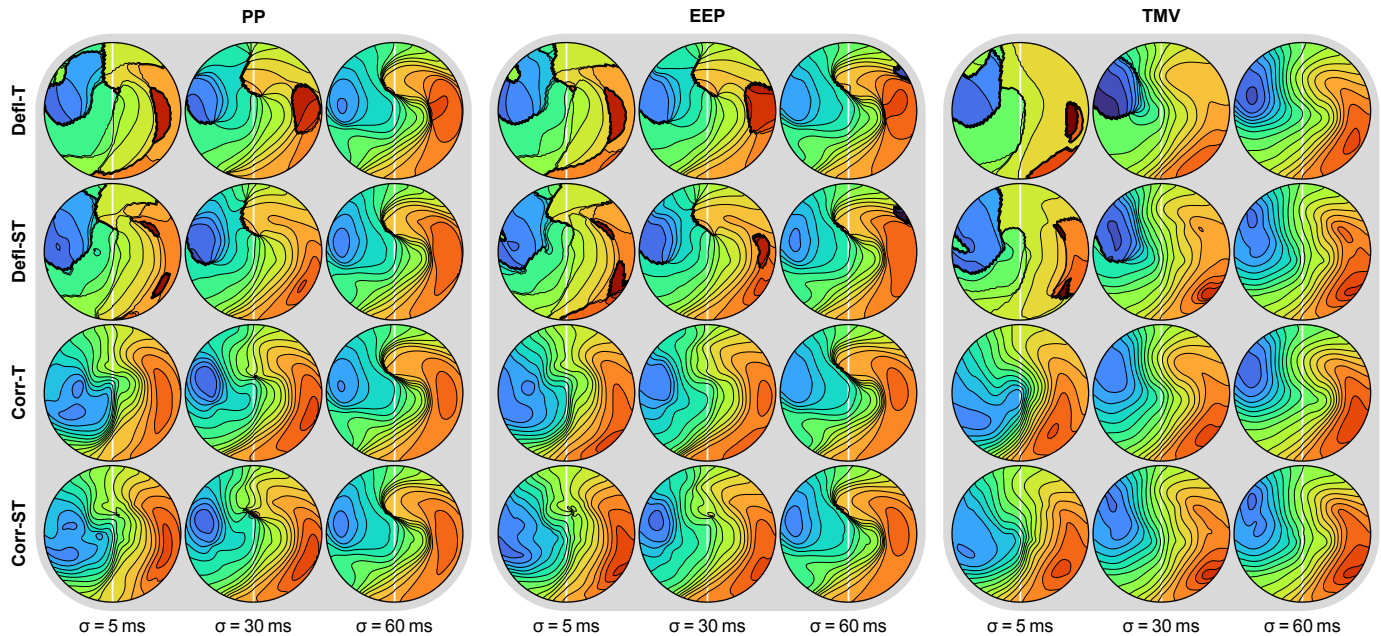 PP EEP TMV
Defl-T
Defl-ST
Corr-T
Corr-ST
σ = 5 ms σ = 30 ms σ = 60 ms σ = 5 ms σ = 30 ms σ = 60 ms σ = 5 ms σ = 30 ms σ = 60 ms